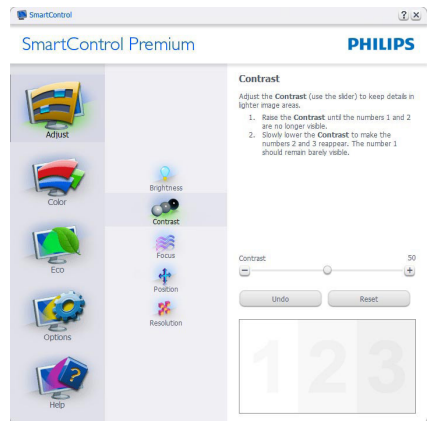 SmartControl
SmartControl Premium
PHILIPS
Adjust
Color
Eco
Options
Help
Brightness
Contrast
Focus
Position
Resolution
Contrast
Adjust the Contrast (use the slider) to keep details in
lighter image areas.
1. Raise the Contrast until the numbers 1 and 2
are no longer visible.
2. Slowly lower the Contrast to make the
numbers 2 and 3 reappear. The number 1
should remain barely visible.
Contrast 50
Undo Reset
1 2 3